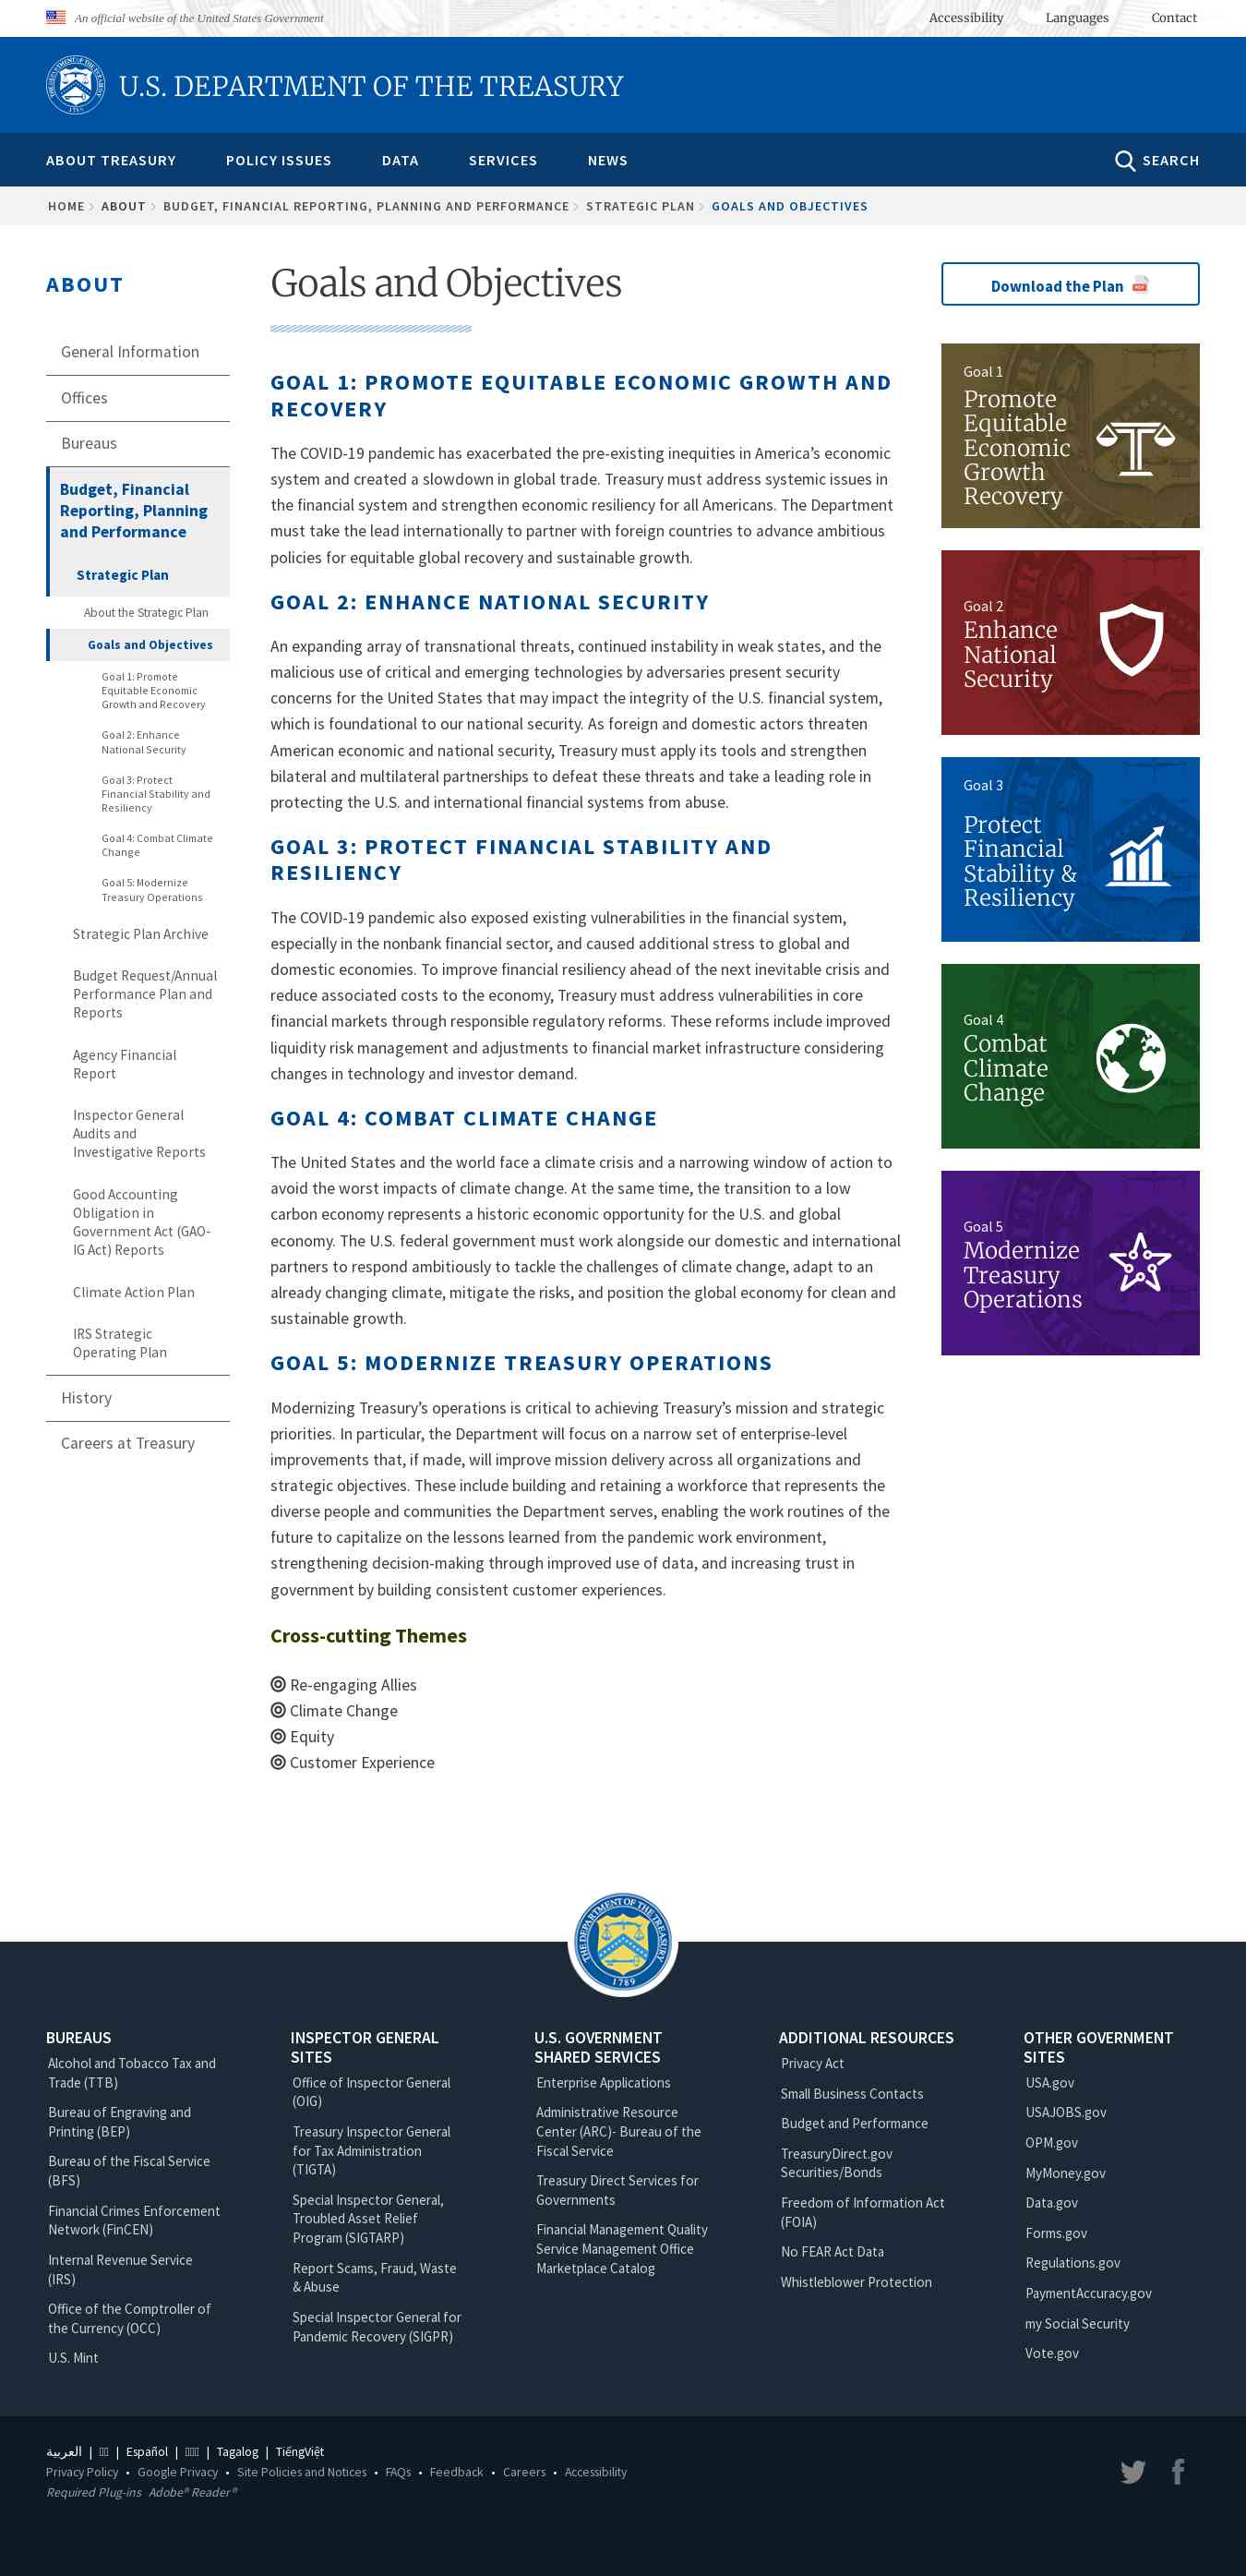 An official website of the United States Government
Accessibility
Languages
Contact
U.S. DEPARTMENT OF THE TREASURY
ABOUT TREASURY
POLICY ISSUES
DATA
SERVICES
NEWS
SEARCH
HOME > ABOUT > BUDGET, FINANCIAL REPORTING, PLANNING AND PERFORMANCE > STRATEGIC PLAN > GOALS AND OBJECTIVES
ABOUT
General Information
Offices
Bureaus
Budget, Financial
Reporting, Planning
and Performance
Strategic Plan
About the Strategic Plan
Goals and Objectives
Goal 1: Promote
Equitable Economic
Growth and Recovery
Goal 2: Enhance
National Security
Goal 3: Protect
Financial Stability and
Resiliency
Goal 4: Combat Climate
Change
Goal 5: Modernize
Treasury Operations
Strategic Plan Archive
Budget Request/Annual
Performance Plan and
Reports
Agency Financial
Report
Inspector General
Audits and
Investigative Reports
Good Accounting
Obligation in
Government Act (GAO-
IG Act) Reports
Climate Action Plan
IRS Strategic
Operating Plan
History
Careers at Treasury
Goals and Objectives
GOAL 1: PROMOTE EQUITABLE ECONOMIC GROWTH AND
RECOVERY
The COVID-19 pandemic has exacerbated the pre-existing inequities in America’s economic
system and created a slowdown in global trade. Treasury must address systemic issues in
the financial system and strengthen economic resiliency for all Americans. The Department
must take the lead internationally to partner with foreign countries to advance ambitious
policies for equitable global recovery and sustainable growth.
GOAL 2: ENHANCE NATIONAL SECURITY
An expanding array of transnational threats, continued instability in weak states, and the
malicious use of current and emerging technologies by adversaries present security
concerns for the United States that may impact the integrity of the U.S. financial system,
which is foundational to our national security. As foreign and domestic actors threaten
American economic and national security, Treasury must apply its tools and strengthen
bilateral and multilateral partnerships to defeat these threats and take a leading role in
protecting the U.S. and international financial systems from abuse.
GOAL 3: PROTECT FINANCIAL STABILITY AND
RESILIENCY
The COVID-19 pandemic also exposed existing vulnerabilities in the financial system,
especially in the nonbank financial sector, and caused additional stress to global and
domestic economies. To improve financial resiliency ahead of the next inevitable crisis and
reduce associated costs to the economy, Treasury must address vulnerabilities in core
financial markets through responsible regulatory reforms. These reforms include improved
liquidity risk management and adjustments to financial market infrastructure considering
changes in technology and investor demand.
GOAL 4: COMBAT CLIMATE CHANGE
The United States and the world face a climate crisis and a narrowing window of action to
avoid the worst impacts of climate change. At the same time, the transition to a low
carbon economy represents a historic economic opportunity for the U.S. and global
economy. The U.S. federal government must work alongside our domestic and international
partners to respond ambitiously to tackle the challenges of climate change, adapt to an
already changing climate, mitigate the risks, and position the global economy for clean and
sustainable growth.
GOAL 5: MODERNIZE TREASURY OPERATIONS
Modernizing Treasury’s operations is critical to achieving Treasury’s mission and strategic
priorities. In particular, the Department will focus on a narrow set of enterprise-level
improvements that, if made, will improve mission delivery across all organizations and
strategic objectives. These include building and retaining a workforce that represents the
diverse people and communities the Department serves, enabling the work routines of the
future to capitalize on the lessons learned from the pandemic work environment,
strengthening decision-making through improved use of data, and increasing trust in
government by building consistent customer experiences.
Cross-cutting Themes
Re-engaging Allies
Climate Change
Equity
Customer Experience
Download the Plan
Goal 1
Promote
Equitable
Economic
Growth
Recovery
Goal 2
Enhance
National
Security
Goal 3
Protect
Financial
Stability &
Resiliency
Goal 4
Combat
Climate
Change
Goal 5
Modernize
Treasury
Operations
THE DEPARTMENT OF THE TREASURY
1789
BUREAUS
Alcohol and Tobacco Tax and
Trade (TTB)
Bureau of Engraving and
Printing (BEP)
Bureau of the Fiscal Service
(BFS)
Financial Crimes Enforcement
Network (FinCEN)
Internal Revenue Service
(IRS)
Office of the Comptroller of
the Currency (OCC)
U.S. Mint
INSPECTOR GENERAL
SITES
Office of Inspector General
(OIG)
Treasury Inspector General
for Tax Administration
(TIGTA)
Special Inspector General,
Troubled Asset Relief
Program (SIGTARP)
Report Scams, Fraud, Waste
& Abuse
Special Inspector General for
Pandemic Recovery (SIGPR)
U.S. GOVERNMENT
SHARED SERVICES
Enterprise Applications
Administrative Resource
Center (ARC)- Bureau of the
Fiscal Service
Treasury Direct Services for
Governments
Financial Management Quality
Service Management Office
Marketplace Catalog
ADDITIONAL RESOURCES
Privacy Act
Small Business Contacts
Budget and Performance
TreasuryDirect.gov
Securities/Bonds
Freedom of Information Act
(FOIA)
No FEAR Act Data
Whistleblower Protection
OTHER GOVERNMENT
SITES
USA.gov
USAJOBS.gov
OPM.gov
MyMoney.gov
Data.gov
Forms.gov
Regulations.gov
PaymentAccuracy.gov
my Social Security
Vote.gov
العربية | | Español | | Tagalog | TiếngViệt
Privacy Policy • Google Privacy • Site Policies and Notices • FAQs • Feedback • Careers • Accessibility
Required Plug-ins Adobe® Reader®